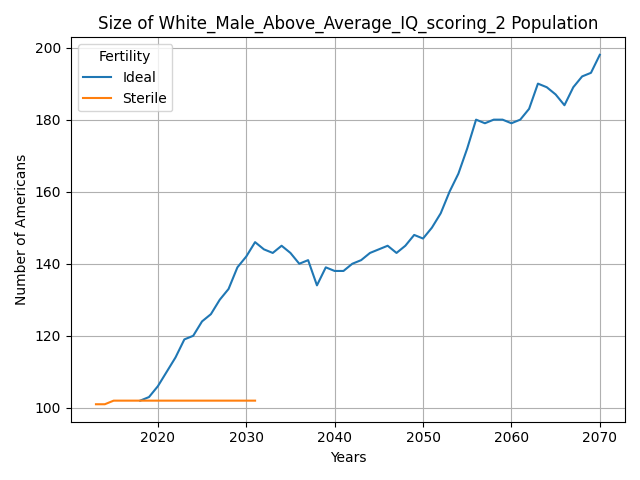 Size of White_Male_Above_Average_IQ_scoring_2 Population
Fertility
Ideal
Sterile
Number of Americans
200
180
160
140
120
100
2020 2030 2040 2050 2060 2070
Years